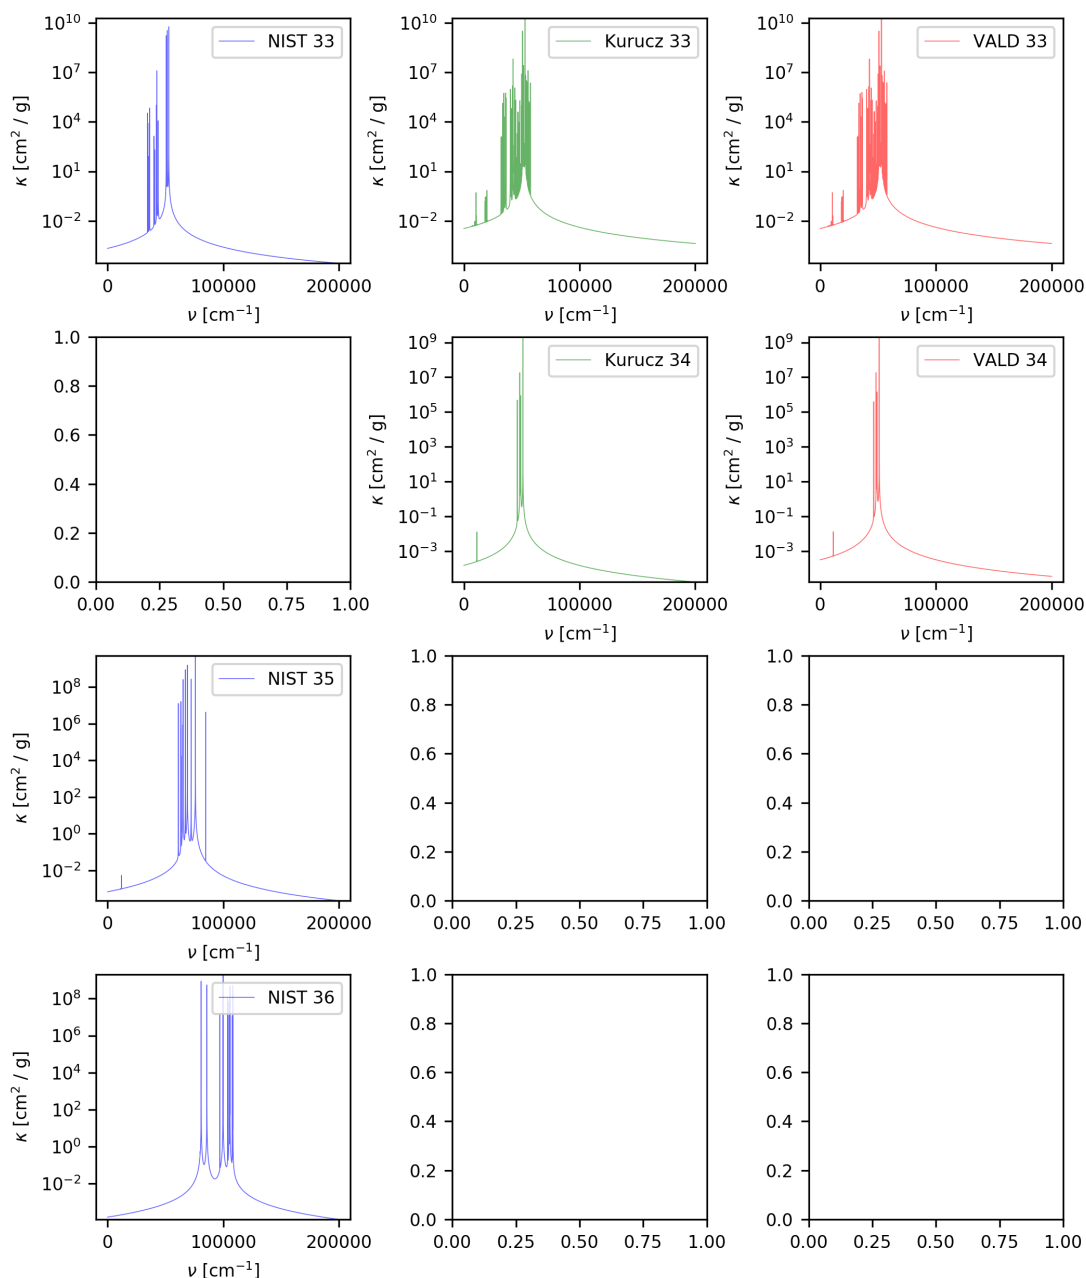 10^10
10^7
10^4
10^1
10^−2
κ [cm^2 / g]
NIST 33
0 100000 200000
ν [cm^−1]
10^10
10^7
10^4
10^1
10^−2
κ [cm^2 / g]
Kurucz 33
0 100000 200000
ν [cm^−1]
10^10
10^7
10^4
10^1
10^−2
κ [cm^2 / g]
VALD 33
0 100000 200000
ν [cm^−1]
1.0
0.8
0.6
0.4
0.2
0.0
0.00 0.25 0.50 0.75 1.00
10^9
10^7
10^5
10^3
10^1
10^−1
10^−3
κ [cm^2 / g]
Kurucz 34
0 100000 200000
ν [cm^−1]
10^9
10^7
10^5
10^3
10^1
10^−1
10^−3
κ [cm^2 / g]
VALD 34
0 100000 200000
ν [cm^−1]
10^8
10^6
10^4
10^2
10^0
10^−2
κ [cm^2 / g]
NIST 35
0 100000 200000
ν [cm^−1]
1.0
0.8
0.6
0.4
0.2
0.0
0.00 0.25 0.50 0.75 1.00
1.0
0.8
0.6
0.4
0.2
0.0
0.00 0.25 0.50 0.75 1.00
10^8
10^6
10^4
10^2
10^0
10^−2
κ [cm^2 / g]
NIST 36
0 100000 200000
ν [cm^−1]
1.0
0.8
0.6
0.4
0.2
0.0
0.00 0.25 0.50 0.75 1.00
1.0
0.8
0.6
0.4
0.2
0.0
0.00 0.25 0.50 0.75 1.00